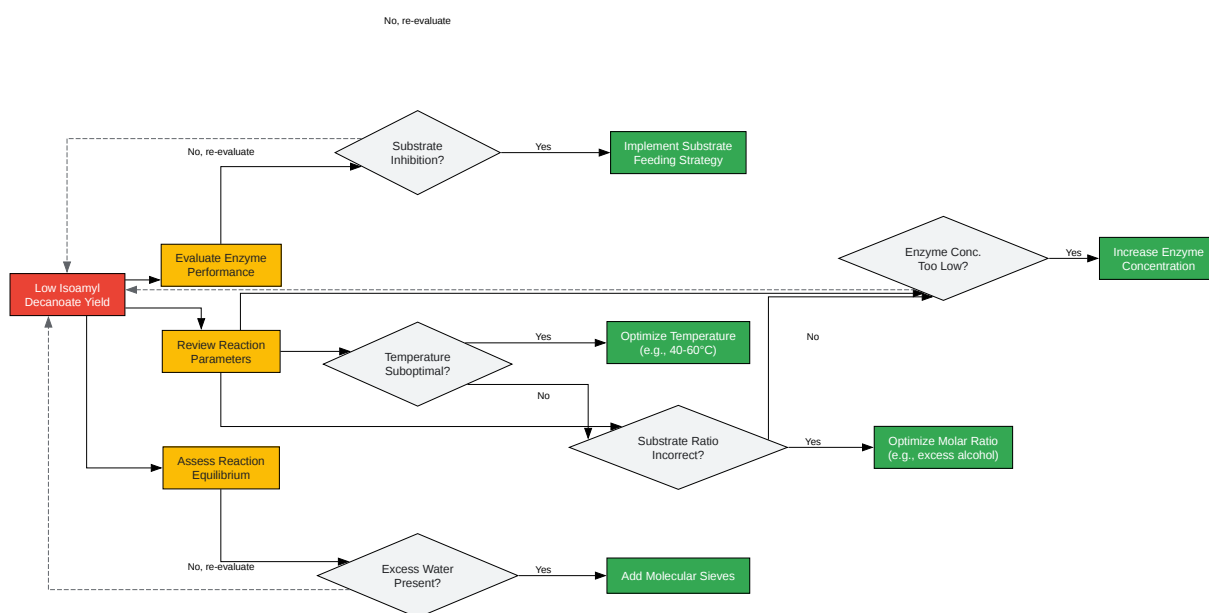 No, re-evaluate
Substrate
Inhibition?
Yes
Implement Substrate
Feeding Strategy
No, re-evaluate
Evaluate Enzyme
Performance
Enzyme Conc.
Too Low?
Yes
Increase Enzyme
Concentration
Low Isoamyl
Decanoate Yield
Review Reaction
Parameters
Temperature
Suboptimal?
Yes
Optimize Temperature
(e.g., 40-60°C)
No
No
Substrate Ratio
Incorrect?
Yes
Optimize Molar Ratio
(e.g., excess alcohol)
Assess Reaction
Equilibrium
No, re-evaluate
Excess Water
Present?
Yes
Add Molecular Sieves